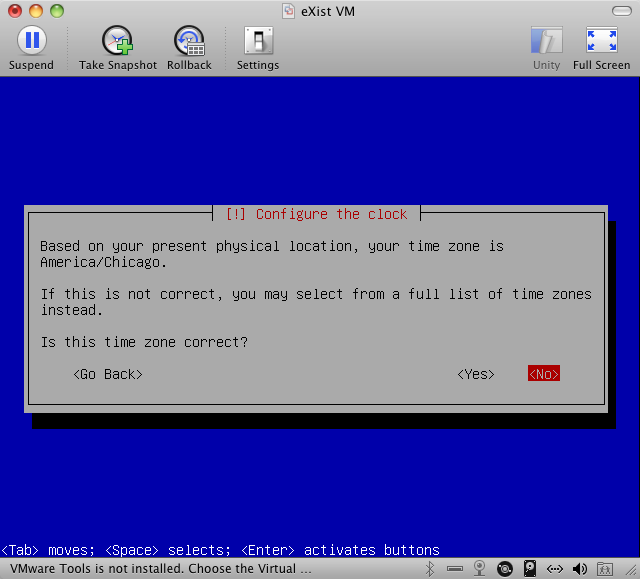 eXist VM
Suspend
Take Snapshot
Rollback
Settings
Unity
Full Screen
[!] Configure the clock
Based on your present physical location, your time zone is
America/Chicago.
If this is not correct, you may select from a full list of time zones
instead.
Is this time zone correct?
<Go Back> <Yes> <No>
<Tab> moves; <Space> selects; <Enter> activates buttons
VMware Tools is not installed. Choose the Virtual ...